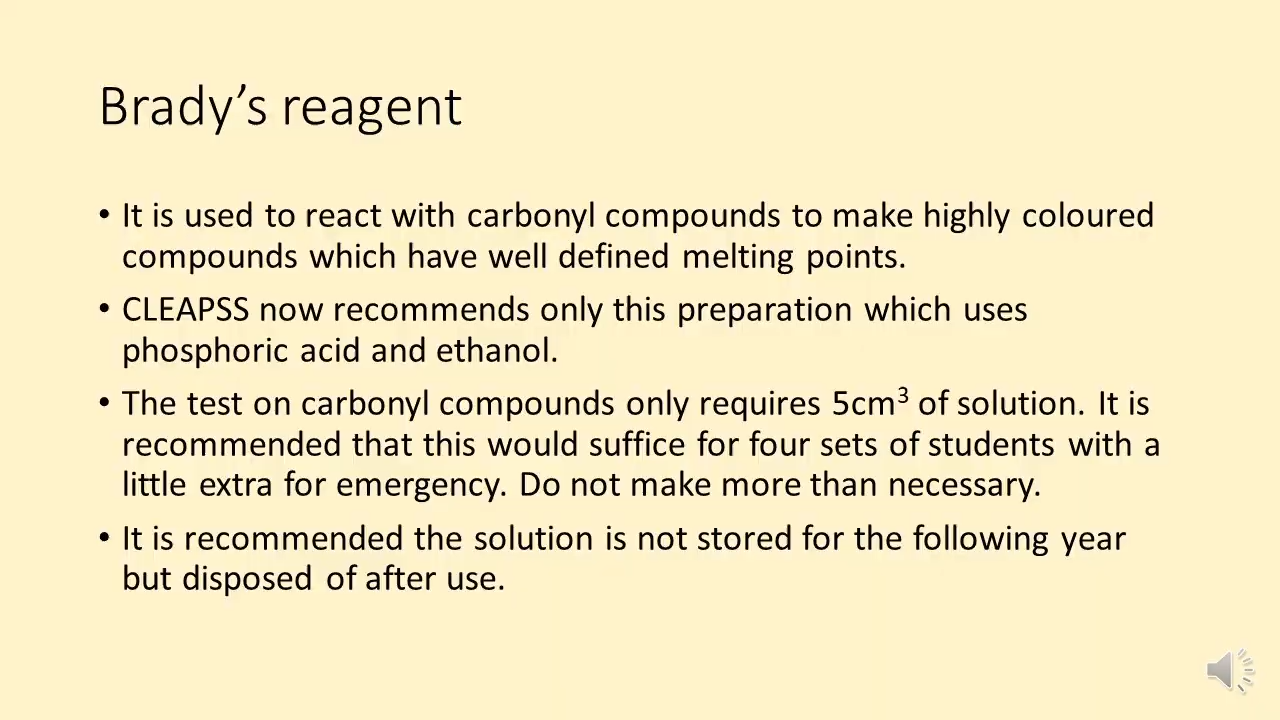 Brady’s reagent
• It is used to react with carbonyl compounds to make highly coloured
compounds which have well defined melting points.
• CLEAPSS now recommends only this preparation which uses
phosphoric acid and ethanol.
• The test on carbonyl compounds only requires 5cm³ of solution. It is
recommended that this would suffice for four sets of students with a
little extra for emergency. Do not make more than necessary.
• It is recommended the solution is not stored for the following year
but disposed of after use.